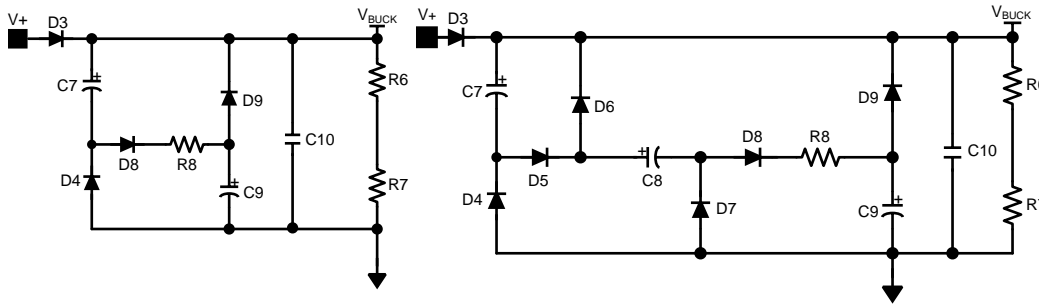 V+
D3
VBUCK
C7
+
D9
R6
D8
R8
C10
D4
+
C9
R7
V+
D3
VBUCK
C7
+
D6
D9
R6
D5
+
C8
D8
R8
C10
D4
D7
+
C9
R7